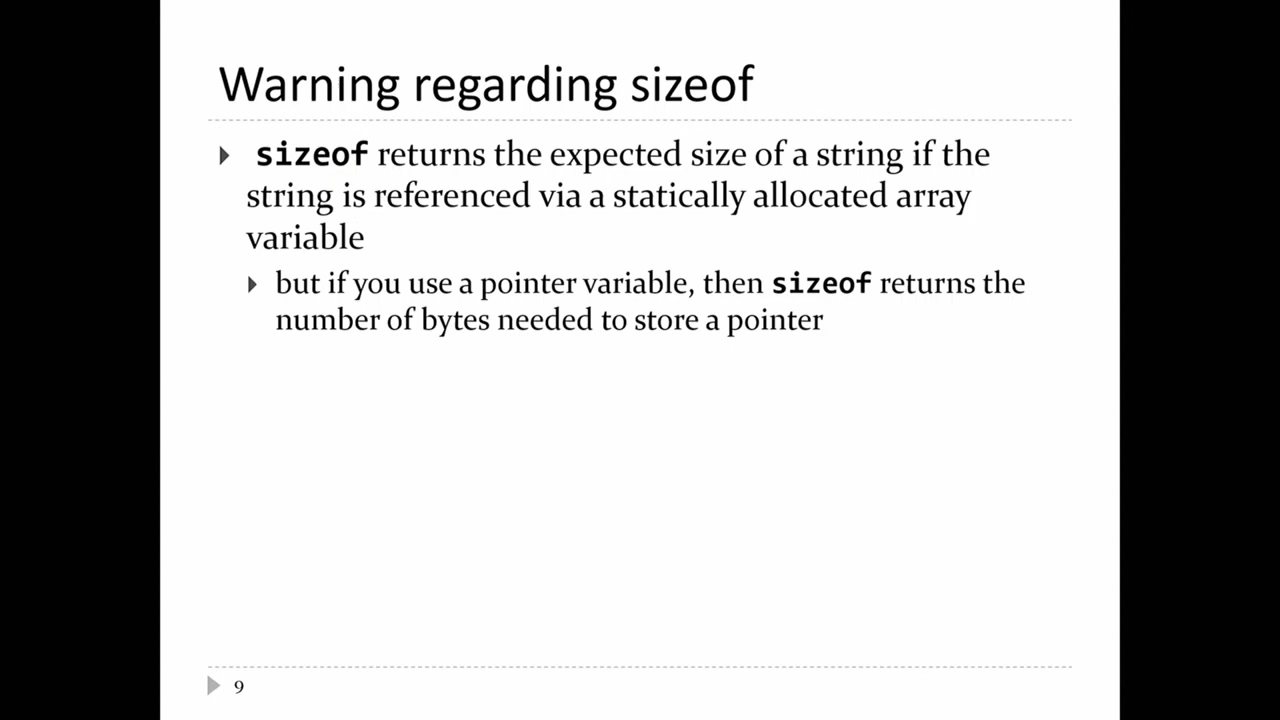 Warning regarding sizeof
sizeof returns the expected size of a string if the
string is referenced via a statically allocated array
variable
but if you use a pointer variable, then sizeof returns the
number of bytes needed to store a pointer
9